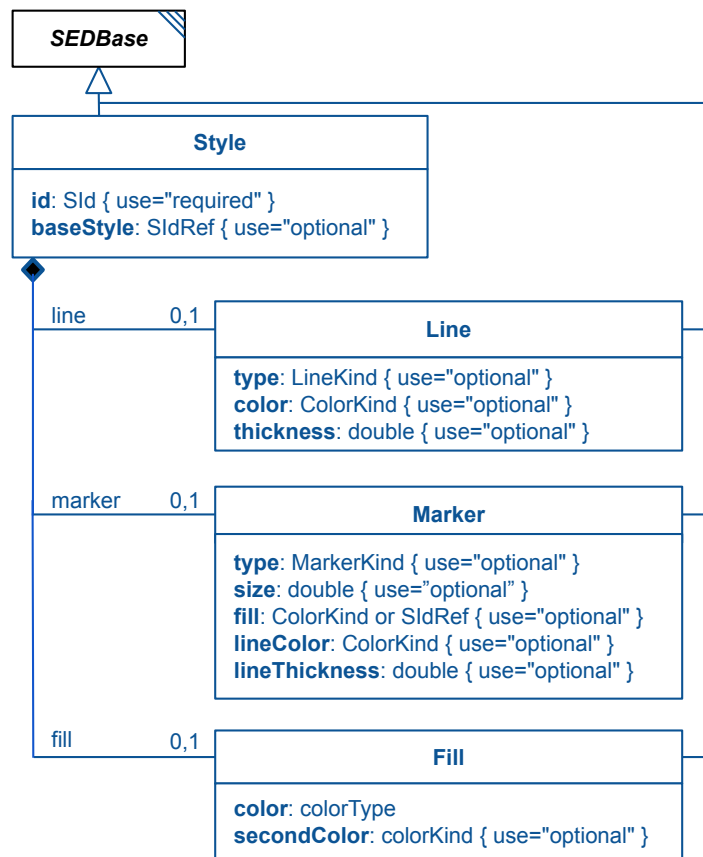 SEDBase
Style
id: SId { use="required" }
baseStyle: SIdRef { use="optional" }
line 0,1
Line
type: LineKind { use="optional" }
color: ColorKind { use="optional" }
thickness: double { use="optional" }
marker 0,1
Marker
type: MarkerKind { use="optional" }
size: double { use=”optional” }
fill: ColorKind or SIdRef { use="optional" }
lineColor: ColorKind { use="optional" }
lineThickness: double { use="optional" }
fill 0,1
Fill
color: colorType
secondColor: colorKind { use="optional" }